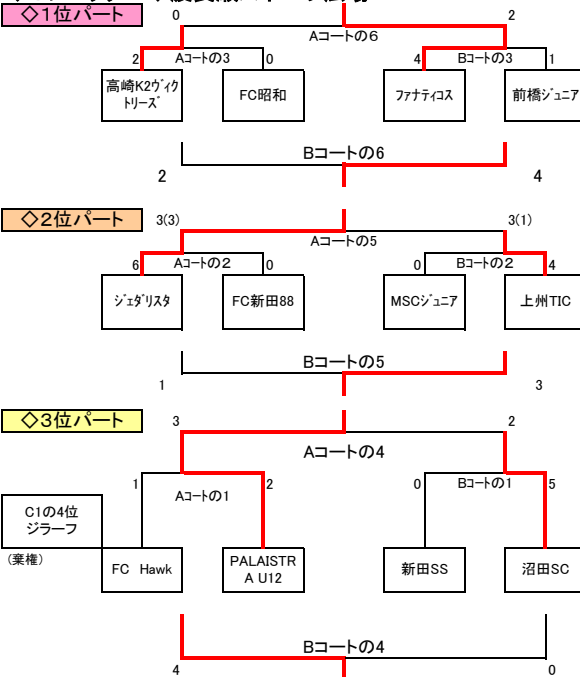 ◇1位パート
0
2
Aコートの6
2
Aコートの3
0
4
Bコートの3
1
高崎K2ヴィク
トリーズ
FC昭和
ファナティコス
前橋ジュニア
Bコートの6
2
4
◇2位パート
3(3)
3(1)
Aコートの5
6
Aコートの2
0
0
Bコートの2
4
ジェダリスタ
FC新田88
MSCジュニア
上州TIC
Bコートの5
1
3
◇3位パート
3
2
Aコートの4
1
Aコートの1
2
0
Bコートの1
5
C1の4位
ジラーフ
(棄権)
FC Hawk
PALAISTR
A U12
新田SS
沼田SC
Bコートの4
4
0